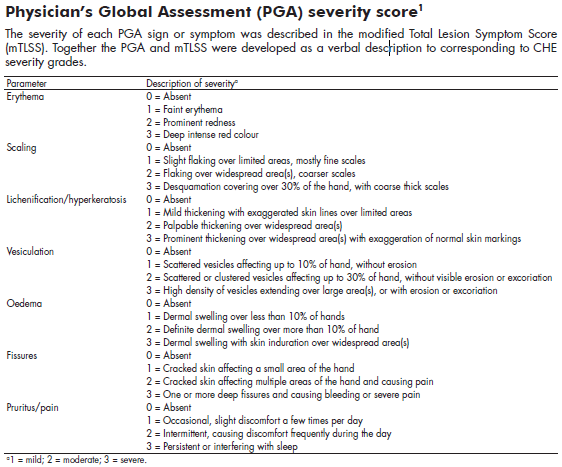 Physician's Global Assessment (PGA) severity score1
The severity of each PGA sign or symptom was described in the modified Total Lesion Symptom Score
(mTLSS). Together the PGA and mTLSS were developed as a verbal description to corresponding to CHE
severity grades.
Parameter Description of severitya
Erythema 0 = Absent
1 = Faint erythema
2 = Prominent redness
3 = Deep intense red colour
Scaling 0 = Absent
1 = Slight flaking over limited areas, mostly fine scales
2 = Flaking over widespread area(s), coarser scales
3 = Desquamation covering over 30% of the hand, with coarse thick scales
Lichenification/hyperkeratosis 0 = Absent
1 = Mild thickening with exaggerated skin lines over limited areas
2 = Palpable thickening over widespread area(s)
3 = Prominent thickening over widespread area(s) with exaggeration of normal skin markings
Vesiculation 0 = Absent
1 = Scattered vesicles affecting up to 10% of hand, without erosion
2 = Scattered or clustered vesicles affecting up to 30% of hand, without visible erosion or excoriation
3 = High density of vesicles extending over large area(s), or with erosion or excoriation
Oedema 0 = Absent
1 = Dermal swelling over less than 10% of hands
2 = Definite dermal swelling over more than 10% of hand
3 = Dermal swelling with skin induration over widespread area(s)
Fissures 0 = Absent
1 = Cracked skin affecting a small area of the hand
2 = Cracked skin affecting multiple areas of the hand and causing pain
3 = One or more deep fissures and causing bleeding or severe pain
Pruritus/pain 0 = Absent
1 = Occasional, slight discomfort a few times per day
2 = Intermittent, causing discomfort frequently during the day
3 = Persistent or interfering with sleep
a1 = mild; 2 = moderate; 3 = severe.